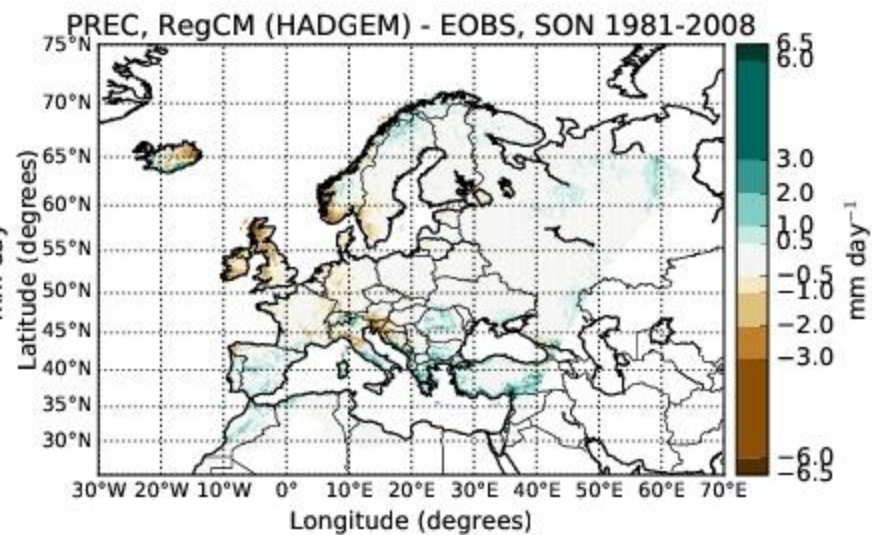 PREC, RegCM (HADGEM) - EOBS, SON 1981-2008
75°N
70°N
65°N
60°N
55°N
50°N
45°N
40°N
35°N
30°N
Latitude (degrees)
30°W 20°W 10°W 0° 10°E 20°E 30°E 40°E 50°E 60°E 70°E
Longitude (degrees)
6.5
6.0
3.0
2.0
1.0
0.5
−0.5
−1.0
−2.0
−3.0
−6.0
−6.5
mm day⁻¹